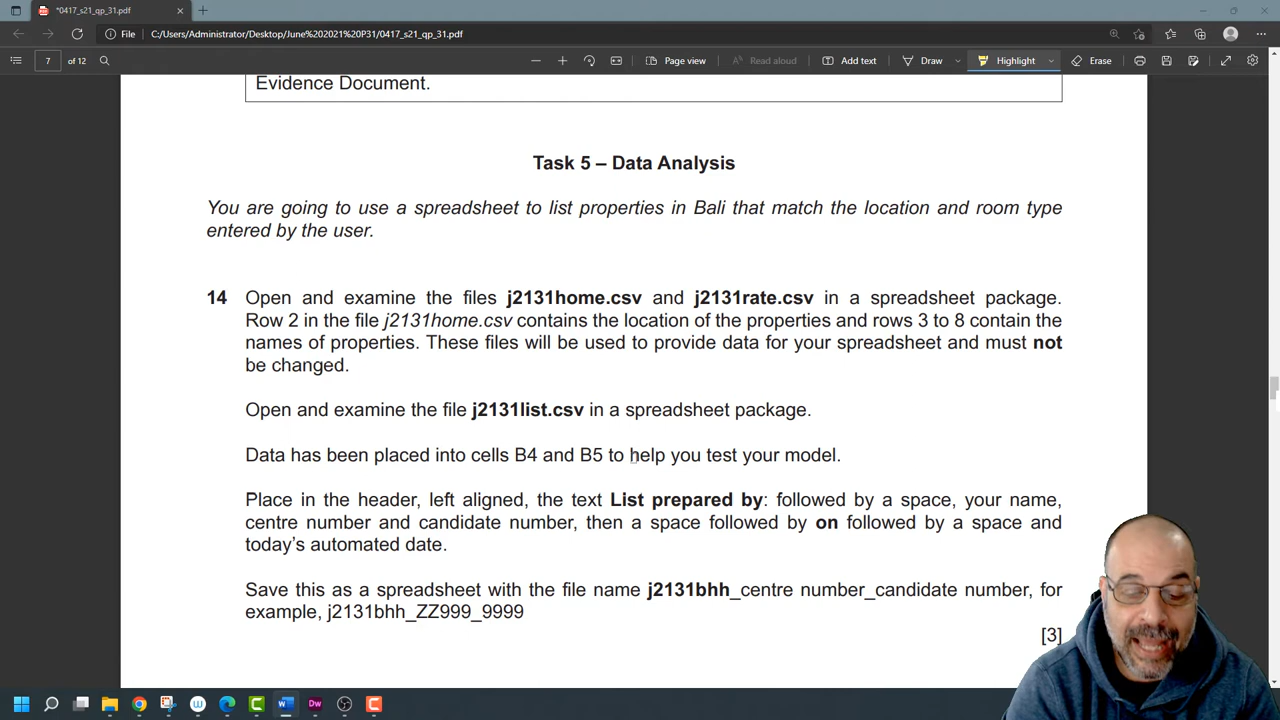 *0417_s21_qp_31.pdf
File C:/Users/Administrator/Desktop/June%202021%20P31/0417_s21_qp_31.pdf
7 of 12 Page view Read aloud Add text Draw Highlight Erase
Evidence Document.
Task 5 – Data Analysis
You are going to use a spreadsheet to list properties in Bali that match the location and room type
entered by the user.
14 Open and examine the files j2131home.csv and j2131rate.csv in a spreadsheet package.
Row 2 in the file j2131home.csv contains the location of the properties and rows 3 to 8 contain the
names of properties. These files will be used to provide data for your spreadsheet and must not
be changed.
Open and examine the file j2131list.csv in a spreadsheet package.
Data has been placed into cells B4 and B5 to help you test your model.
Place in the header, left aligned, the text List prepared by: followed by a space, your name,
centre number and candidate number, then a space followed by on followed by a space and
today's automated date.
Save this as a spreadsheet with the file name j2131bhh_centre number_candidate number, for
example, j2131bhh_ZZ999_9999
[3]